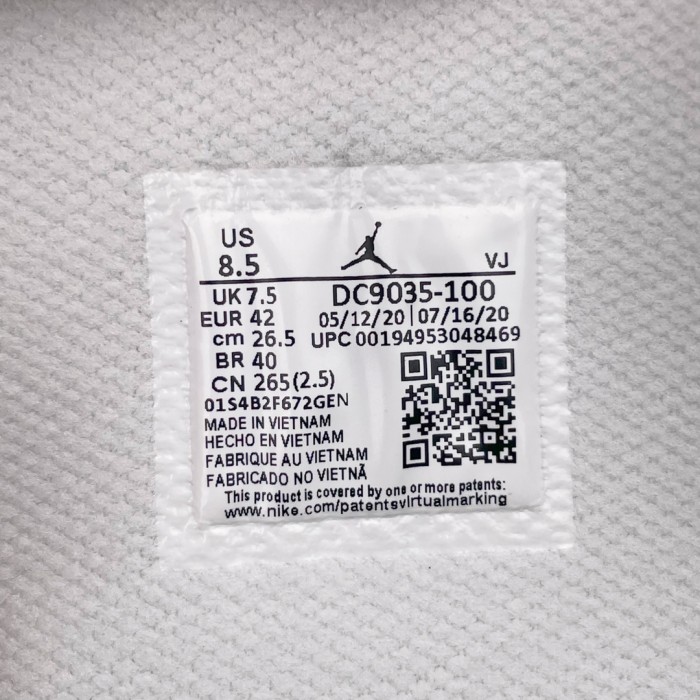 US
8.5
VJ
UK 7.5
DC9035-100
EUR 42
05/12/20|07/16/20
cm 26.5
UPC 00194953048469
BR 40
CN 265(2.5)
01S4B2F672GEN
MADE IN VIETNAM
HECHO EN VIETNAM
FABRIQUE AU VIETNAM
FABRICADO NO VIETNÃ
This product is covered by one or more patents:
www.nike.com/patentsvirtualmarking